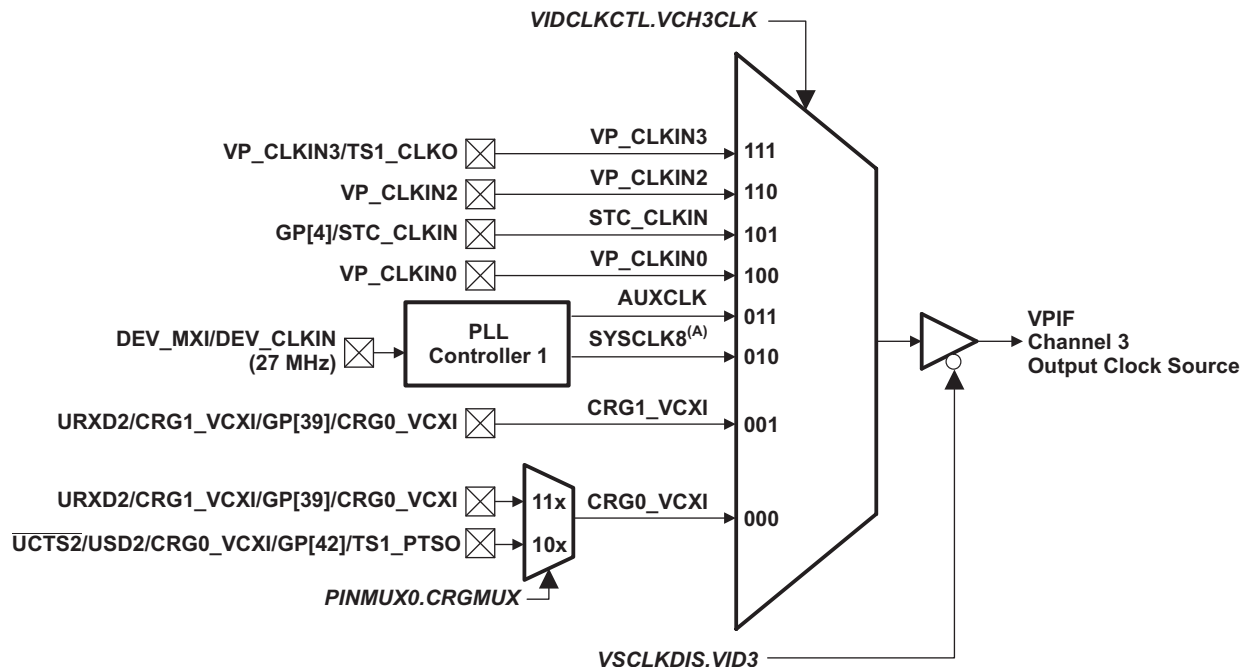 VIDCLKCTL.VCH3CLK
VP_CLKIN3/TS1_CLKO
VP_CLKIN3
111
VP_CLKIN2
VP_CLKIN2
110
GP[4]/STC_CLKIN
STC_CLKIN
101
VP_CLKIN0
VP_CLKIN0
100
DEV_MXI/DEV_CLKIN
(27 MHz)
PLL
Controller 1
AUXCLK
011
SYSCLK8(A)
010
VPIF
Channel 3
Output Clock Source
URXD2/CRG1_VCXI/GP[39]/CRG0_VCXI
CRG1_VCXI
001
URXD2/CRG1_VCXI/GP[39]/CRG0_VCXI
11x
CRG0_VCXI
000
UCTS2/USD2/CRG0_VCXI/GP[42]/TS1_PTSO
10x
PINMUX0.CRGMUX
VSCLKDIS.VID3